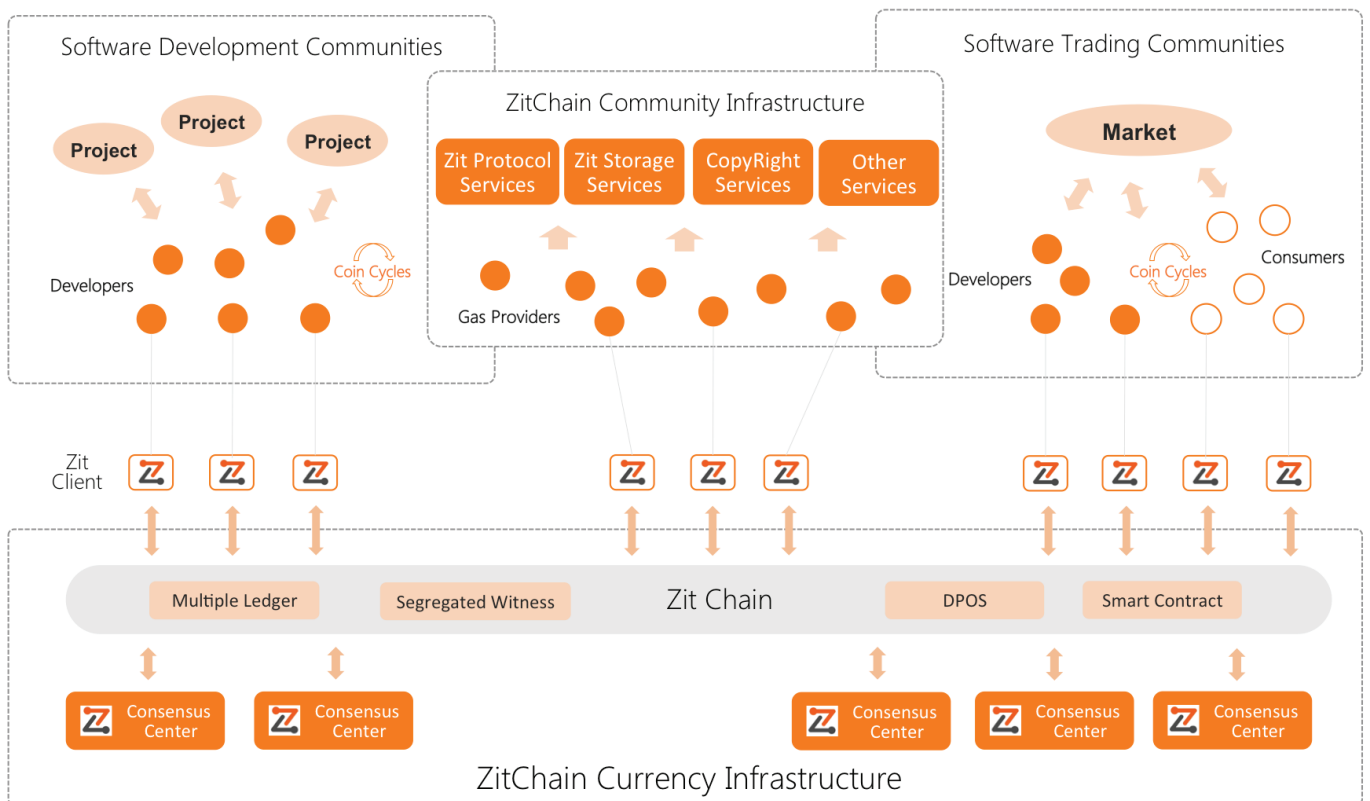 Software Development Communities
Project
Project
Project
Developers
Coin Cycles
ZitChain Community Infrastructure
Zit Protocol
Services
Zit Storage
Services
CopyRight
Services
Other
Services
Gas Providers
Software Trading Communities
Market
Developers
Coin Cycles
Consumers
Zit
Client
Multiple Ledger
Segregated Witness
Zit Chain
DPOS
Smart Contract
Consensus
Center
Consensus
Center
Consensus
Center
Consensus
Center
Consensus
Center
ZitChain Currency Infrastructure